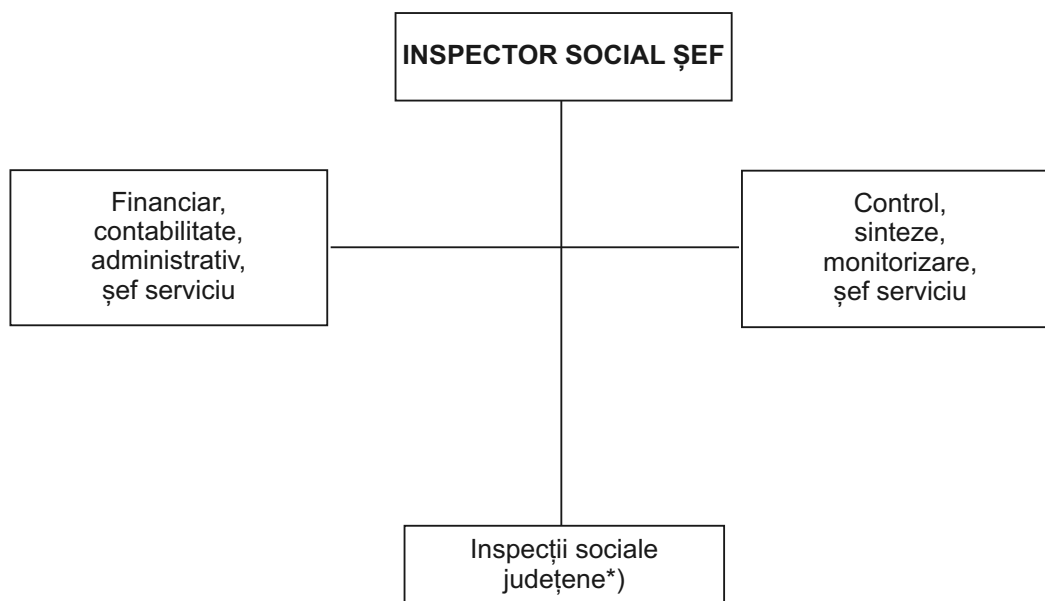 INSPECTOR SOCIAL ȘEF
Financiar,
contabilitate,
administrativ,
șef serviciu
Control,
sinteze,
monitorizare,
șef serviciu
Inspecții sociale
județene*)